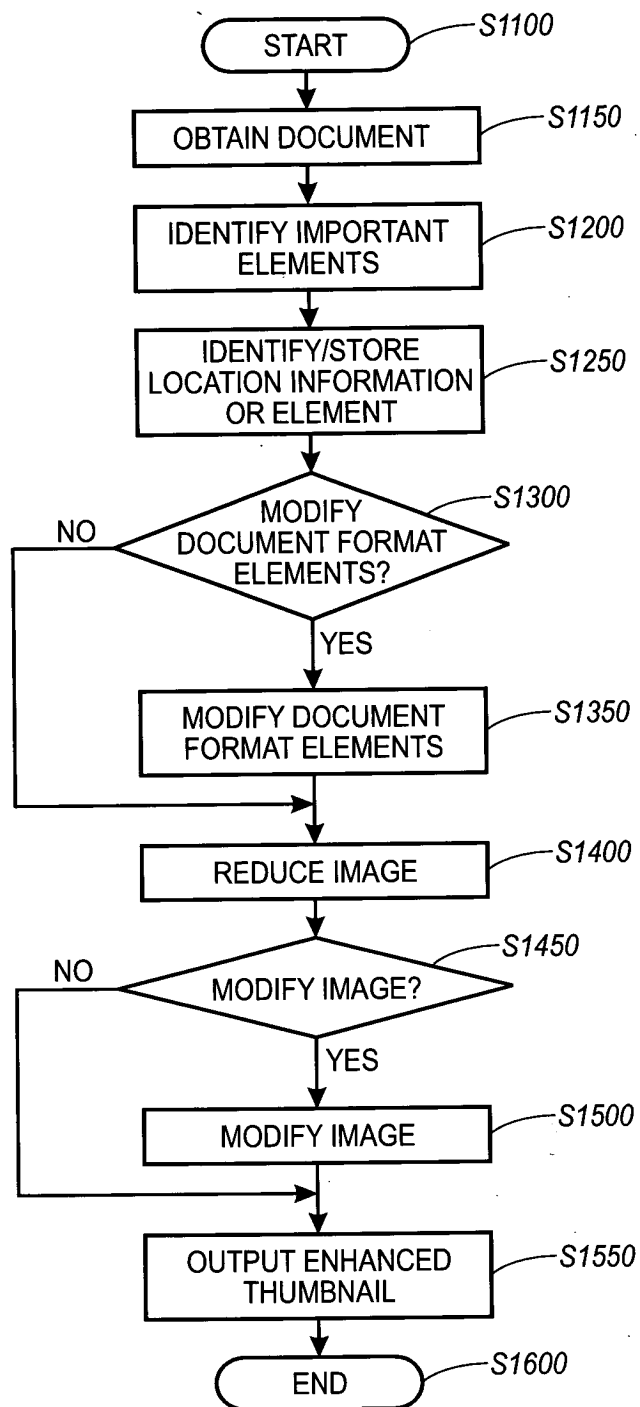 START
S1100
OBTAIN DOCUMENT
S1150
IDENTIFY IMPORTANT
ELEMENTS
S1200
IDENTIFY/STORE
LOCATION INFORMATION
OR ELEMENT
S1250
MODIFY
DOCUMENT FORMAT
ELEMENTS?
S1300
NO
YES
MODIFY DOCUMENT
FORMAT ELEMENTS
S1350
REDUCE IMAGE
S1400
MODIFY IMAGE?
S1450
NO
YES
MODIFY IMAGE
S1500
OUTPUT ENHANCED
THUMBNAIL
S1550
END
S1600